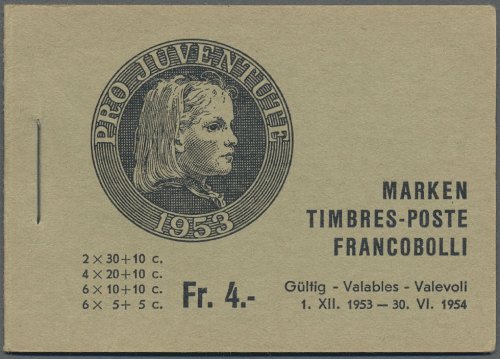 PRO JUVENTUTE
1953
MARKEN
TIMBRES-POSTE
FRANCOBOLLI
2 × 30+10 c.
4 × 20+10 c.
6 × 10+10 c.
6 × 5+ 5 c.
Fr. 4.-
Gültig - Valables - Valevoli
1. XII. 1953 — 30. VI. 1954